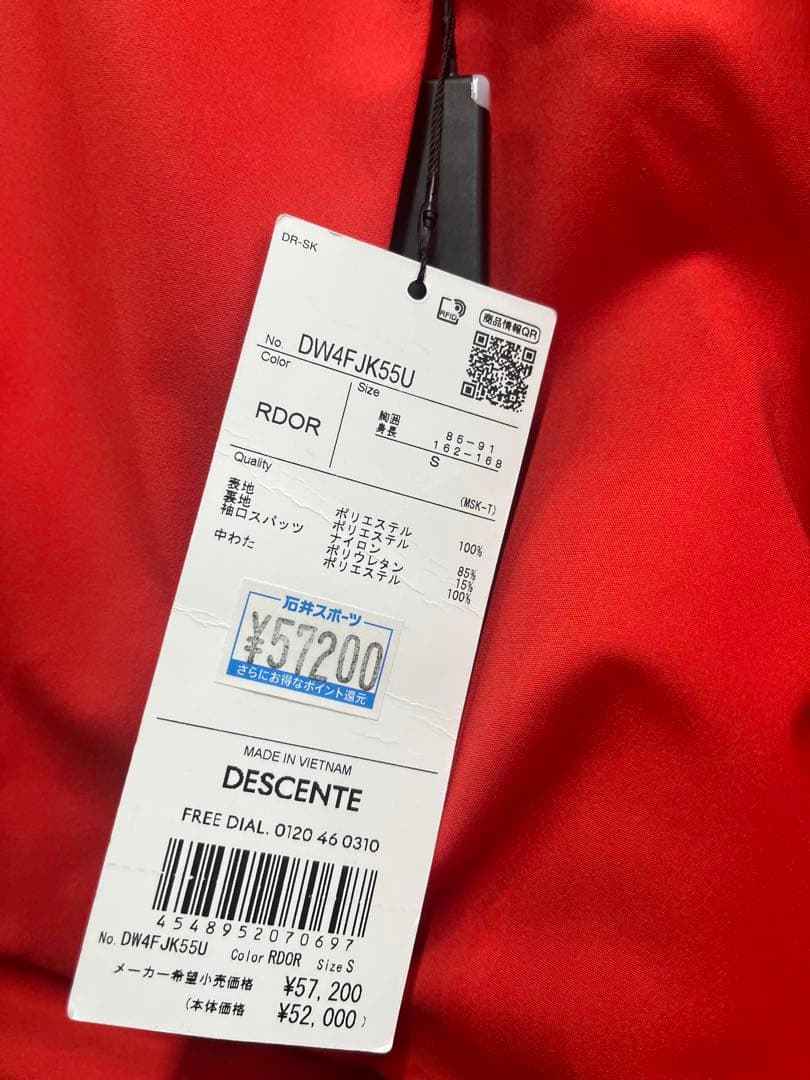 DR-SK
RFID 商品情報QR
No. DW4FJK55U
Color RDOR
Size
胸囲 85-91
身長 162-168
S
Quality (MSK-T)
表地 ポリエステル
裏地 ポリエステル 100%
袖口スパッツ ナイロン 85%
ポリウレタン 15%
中わた ポリエステル 100%
石井スポーツ
¥57200
さらにお得なポイント還元
MADE IN VIETNAM
DESCENTE
FREE DIAL. 0120 46 0310
4548952070697
No. DW4FJK55U Color RDOR Size S
メーカー希望小売価格 ¥57,200
(本体価格 ¥52,000)